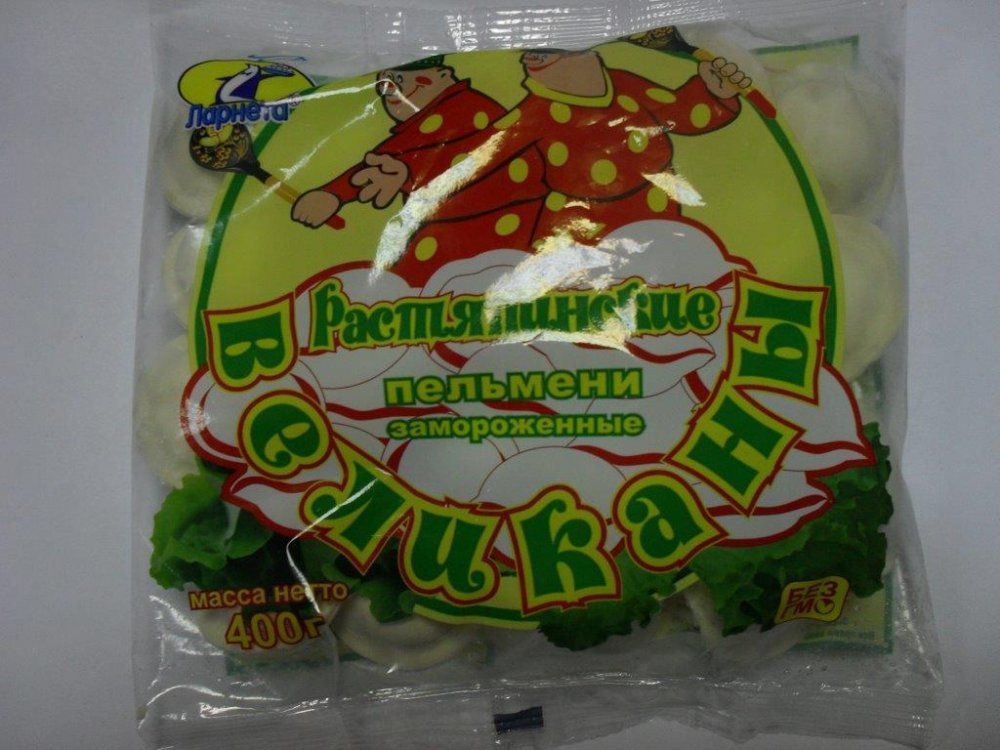 Ларнета
Растяпинские
пельмени
замороженные
Великаны
масса нетто
400г
БЕЗ
ГМО